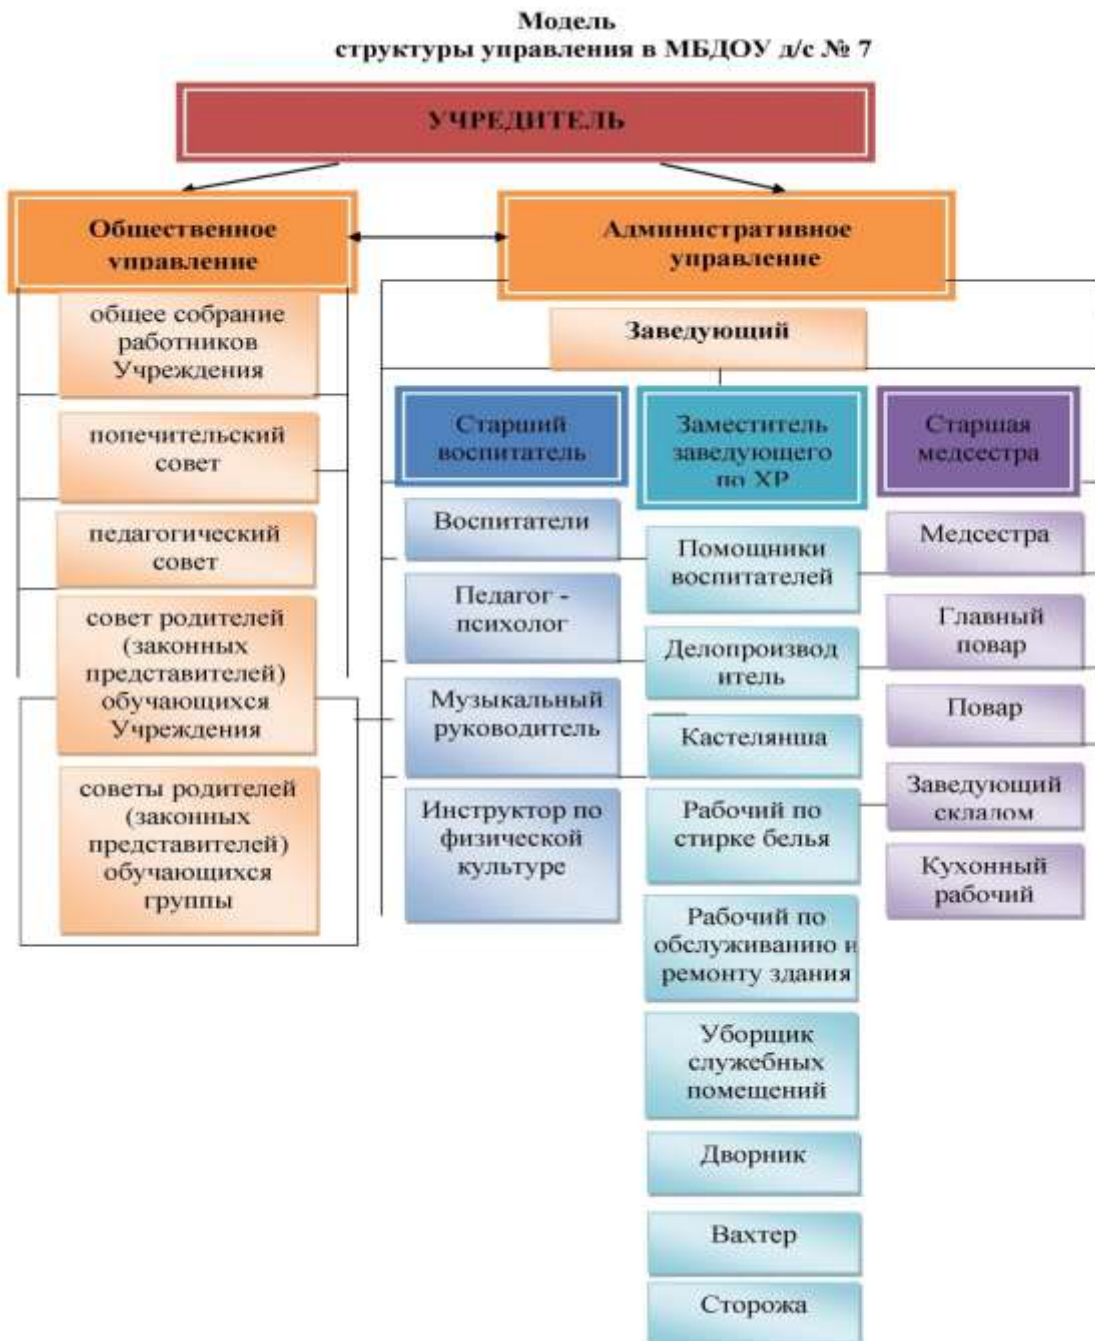 Модель
структуры управления в МБДОУ д/с № 7
УЧРЕДИТЕЛЬ
Общественное
управление
общее собрание
работников
Учреждения
попечительский
совет
педагогический
совет
совет родителей
(законных
представителей)
обучающихся
Учреждения
советы родителей
(законных
представителей)
обучающихся
группы
Административное
управление
Заведующий
Старший
воспитатель
Воспитатели
Педагог -
психолог
Музыкальный
руководитель
Инструктор по
физической
культуре
Заместитель
заведующего
по ХР
Помощники
воспитателей
Делопроизвод
итель
Кастелянша
Рабочий по
стирке белья
Рабочий по
обслуживанию и
ремонту здания
Уборщик
служебных
помещений
Дворник
Вахтер
Сторожа
Старшая
медсестра
Медсестра
Главный
повар
Повар
Заведующий
складом
Кухонный
рабочий